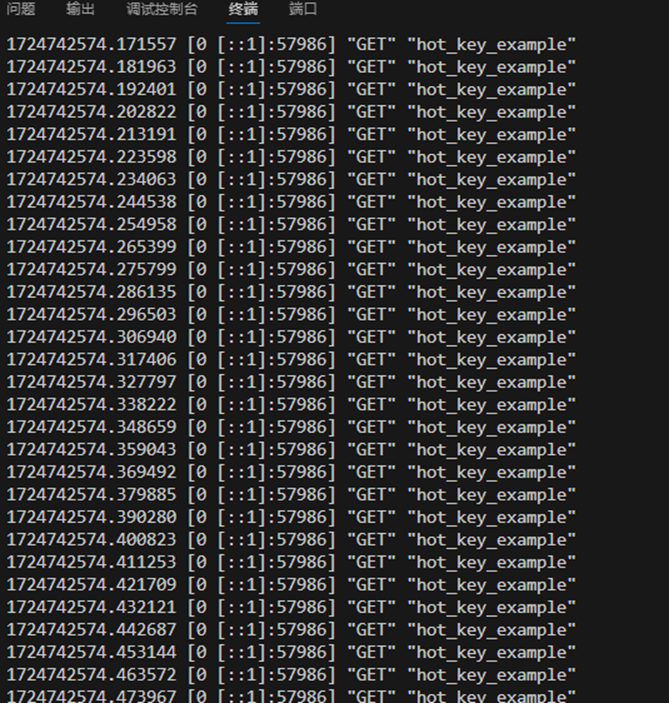 问题 输出 调试控制台 终端 端口
1724742574.171557 [0 [::1]:57986] "GET" "hot_key_example"
1724742574.181963 [0 [::1]:57986] "GET" "hot_key_example"
1724742574.192401 [0 [::1]:57986] "GET" "hot_key_example"
1724742574.202822 [0 [::1]:57986] "GET" "hot_key_example"
1724742574.213191 [0 [::1]:57986] "GET" "hot_key_example"
1724742574.223598 [0 [::1]:57986] "GET" "hot_key_example"
1724742574.234063 [0 [::1]:57986] "GET" "hot_key_example"
1724742574.244538 [0 [::1]:57986] "GET" "hot_key_example"
1724742574.254958 [0 [::1]:57986] "GET" "hot_key_example"
1724742574.265399 [0 [::1]:57986] "GET" "hot_key_example"
1724742574.275799 [0 [::1]:57986] "GET" "hot_key_example"
1724742574.286135 [0 [::1]:57986] "GET" "hot_key_example"
1724742574.296503 [0 [::1]:57986] "GET" "hot_key_example"
1724742574.306940 [0 [::1]:57986] "GET" "hot_key_example"
1724742574.317406 [0 [::1]:57986] "GET" "hot_key_example"
1724742574.327797 [0 [::1]:57986] "GET" "hot_key_example"
1724742574.338222 [0 [::1]:57986] "GET" "hot_key_example"
1724742574.348659 [0 [::1]:57986] "GET" "hot_key_example"
1724742574.359043 [0 [::1]:57986] "GET" "hot_key_example"
1724742574.369492 [0 [::1]:57986] "GET" "hot_key_example"
1724742574.379885 [0 [::1]:57986] "GET" "hot_key_example"
1724742574.390280 [0 [::1]:57986] "GET" "hot_key_example"
1724742574.400823 [0 [::1]:57986] "GET" "hot_key_example"
1724742574.411253 [0 [::1]:57986] "GET" "hot_key_example"
1724742574.421709 [0 [::1]:57986] "GET" "hot_key_example"
1724742574.432121 [0 [::1]:57986] "GET" "hot_key_example"
1724742574.442687 [0 [::1]:57986] "GET" "hot_key_example"
1724742574.453144 [0 [::1]:57986] "GET" "hot_key_example"
1724742574.463572 [0 [::1]:57986] "GET" "hot_key_example"
1724742574.473967 [0 [::1]:57986] "GET" "hot_key_example"